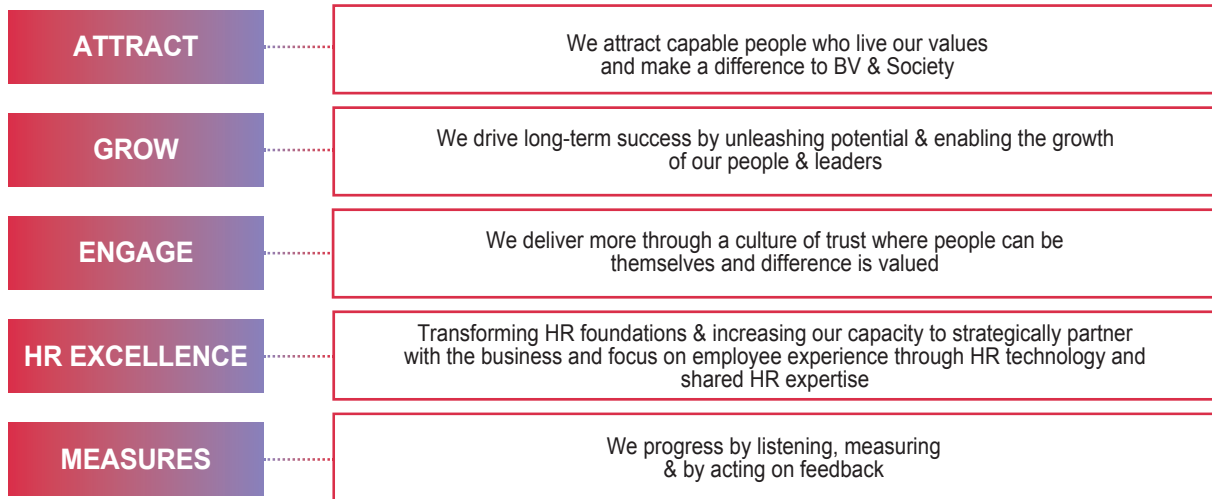 ATTRACT
We attract capable people who live our values
and make a difference to BV & Society
GROW
We drive long-term success by unleashing potential & enabling the growth
of our people & leaders
ENGAGE
We deliver more through a culture of trust where people can be
themselves and difference is valued
HR EXCELLENCE
Transforming HR foundations & increasing our capacity to strategically partner
with the business and focus on employee experience through HR technology and
shared HR expertise
MEASURES
We progress by listening, measuring
& by acting on feedback